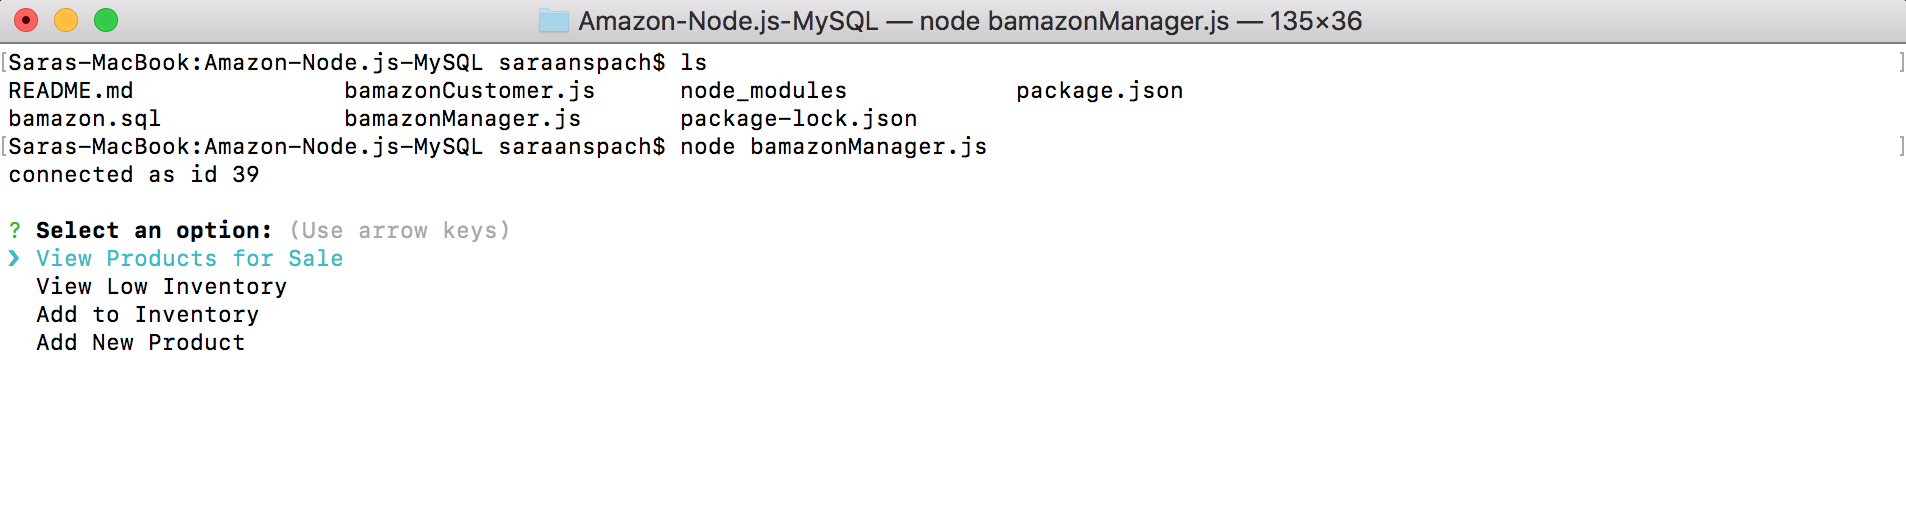 Amazon-Node.js-MySQL — node bamazonManager.js — 135×36
[Saras-MacBook:Amazon-Node.js-MySQL saraanspach$ ls ]
README.md bamazonCustomer.js node_modules package.json
bamazon.sql bamazonManager.js package-lock.json
[Saras-MacBook:Amazon-Node.js-MySQL saraanspach$ node bamazonManager.js ]
connected as id 39
? Select an option: (Use arrow keys)
❯ View Products for Sale
View Low Inventory
Add to Inventory
Add New Product